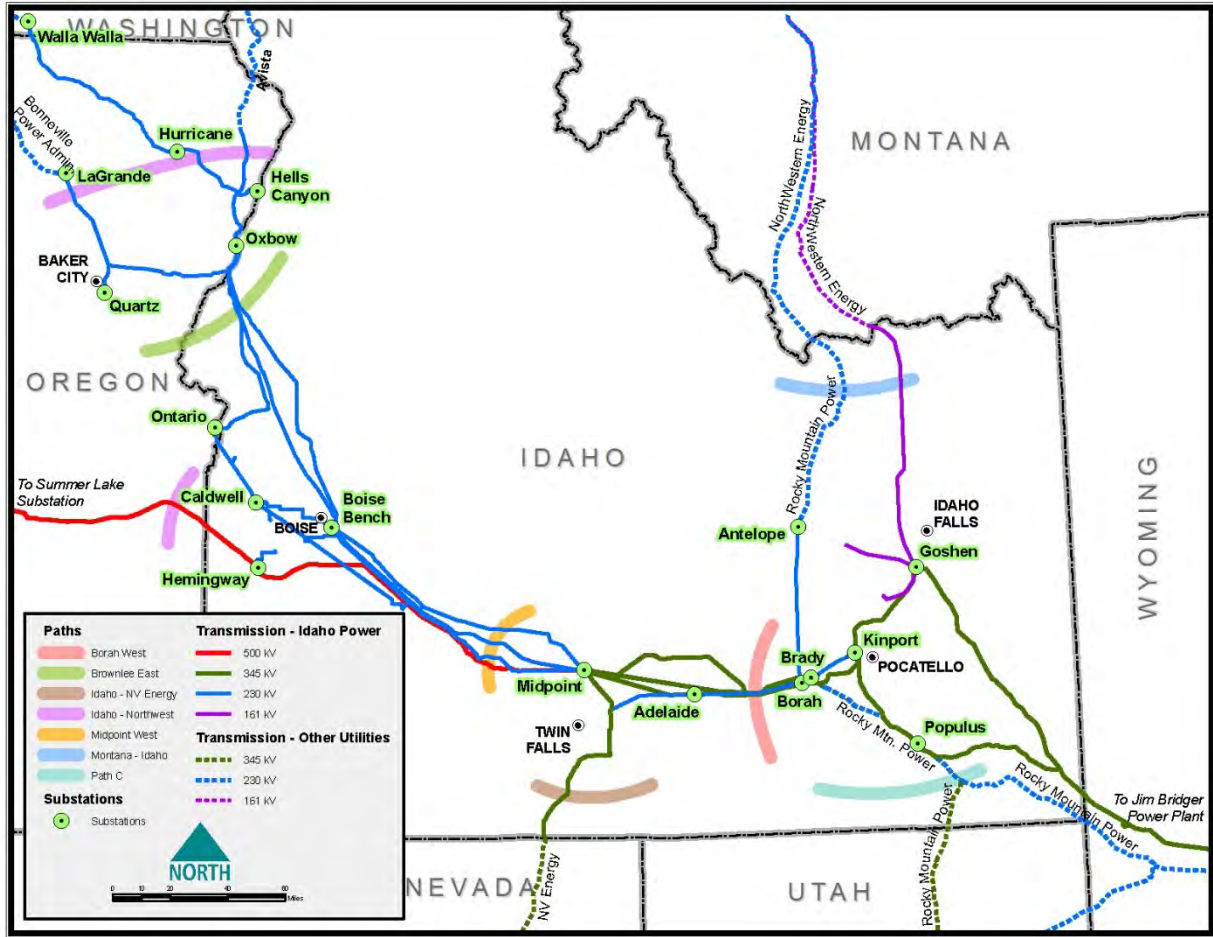 WASHINGTON
Walla Walla
Avista
Bonneville
Power Admin
Hurricane
LaGrande
Hells
Canyon
Oxbow
BAKER
CITY
Quartz
OREGON
MONTANA
NorthWestern Energy
NorthWestern Energy
Ontario
IDAHO
Rocky Mountain Power
To Summer Lake
Substation
Caldwell
BOISE
Boise
Bench
Hemingway
Antelope
IDAHO
FALLS
Goshen
WYOMING
Kinport
POCATELLO
Brady
Borah
Midpoint
Adelaide
TWIN
FALLS
Populus
Rocky Mtn. Power
Rocky Mountain Power
Rocky Mountain Power
To Jim Bridger
Power Plant
NEVADA
NV Energy
UTAH
Paths
Borah West
Brownlee East
Idaho - NV Energy
Idaho - Northwest
Midpoint West
Montana - Idaho
Path C
Substations
Substations
Transmission - Idaho Power
500 kV
345 kV
230 kV
161 kV
Transmission - Other Utilities
345 kV
230 kV
161 kV
NORTH
0 10 20 40 60
Miles